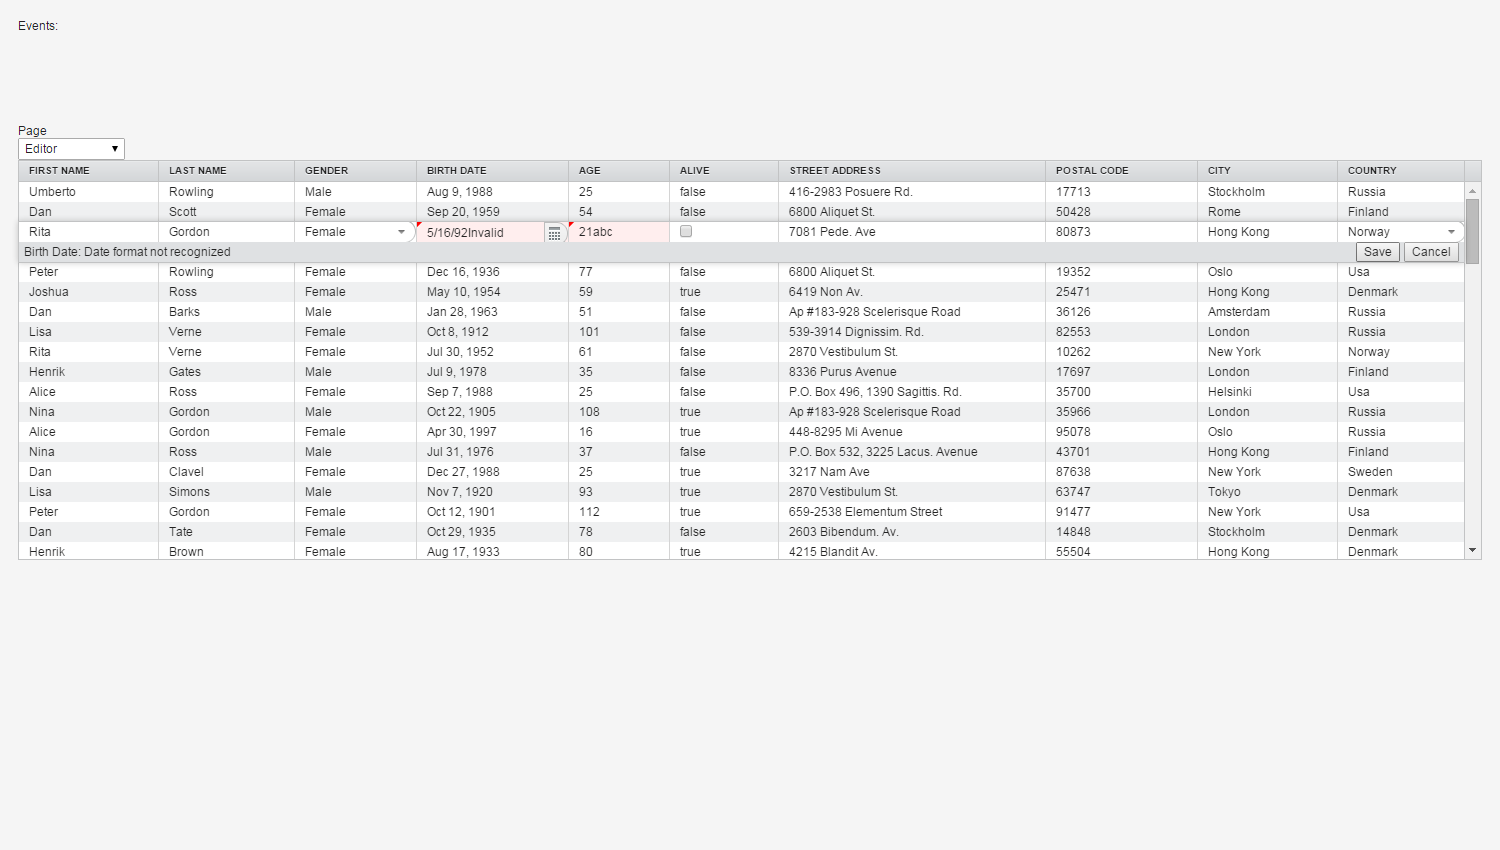 Events:
Page
Editor
FIRST NAME LAST NAME GENDER BIRTH DATE AGE ALIVE STREET ADDRESS POSTAL CODE CITY COUNTRY
Umberto Rowling Male Aug 9, 1988 25 false 416-2983 Posuere Rd. 17713 Stockholm Russia
Dan Scott Female Sep 20, 1959 54 false 6800 Aliquet St. 50428 Rome Finland
Rita Gordon Female 5/16/92Invalid 21abc 7081 Pede. Ave 80873 Hong Kong Norway
Birth Date: Date format not recognized Save Cancel
Peter Rowling Female Dec 16, 1936 77 false 6800 Aliquet St. 19352 Oslo Usa
Joshua Ross Female May 10, 1954 59 true 6419 Non Av. 25471 Hong Kong Denmark
Dan Barks Male Jan 28, 1963 51 false Ap #183-928 Scelerisque Road 36126 Amsterdam Russia
Lisa Verne Female Oct 8, 1912 101 false 539-3914 Dignissim. Rd. 82553 London Russia
Rita Verne Female Jul 30, 1952 61 false 2870 Vestibulum St. 10262 New York Norway
Henrik Gates Male Jul 9, 1978 35 false 8336 Purus Avenue 17697 London Finland
Alice Ross Female Sep 7, 1988 25 false P.O. Box 496, 1390 Sagittis. Rd. 35700 Helsinki Usa
Nina Gordon Male Oct 22, 1905 108 true Ap #183-928 Scelerisque Road 35966 London Russia
Alice Gordon Female Apr 30, 1997 16 true 448-8295 Mi Avenue 95078 Oslo Russia
Nina Ross Male Jul 31, 1976 37 false P.O. Box 532, 3225 Lacus. Avenue 43701 Hong Kong Finland
Dan Clavel Female Dec 27, 1988 25 true 3217 Nam Ave 87638 New York Sweden
Lisa Simons Male Nov 7, 1920 93 true 2870 Vestibulum St. 63747 Tokyo Denmark
Peter Gordon Female Oct 12, 1901 112 true 659-2538 Elementum Street 91477 New York Usa
Dan Tate Female Oct 29, 1935 78 false 2603 Bibendum. Av. 14848 Stockholm Denmark
Henrik Brown Female Aug 17, 1933 80 true 4215 Blandit Av. 55504 Hong Kong Denmark